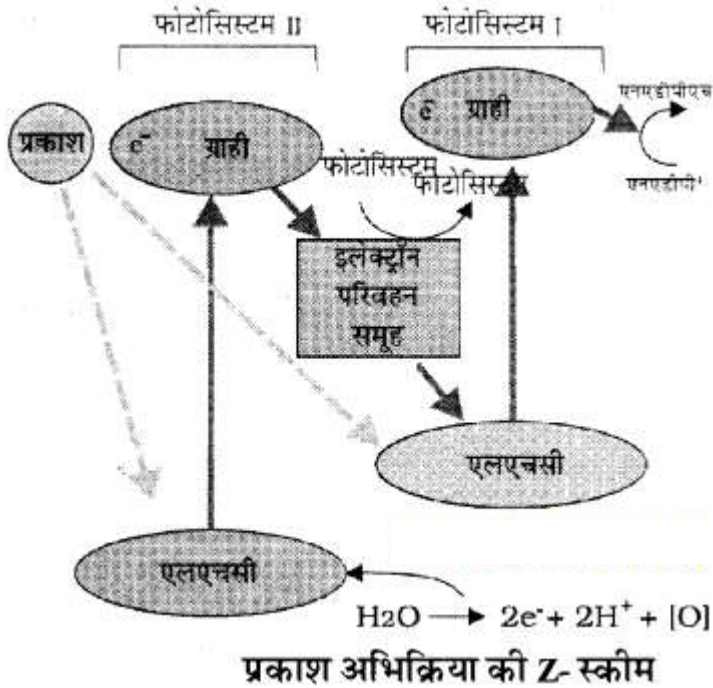 फोटोसिस्टम II
फोटोसिस्टम I
प्रकाश
e⁻ ग्राही
e⁻ ग्राही
एनएडीपीएच
एनएडीपी⁺
फोटोसिस्टम
फोटोसिस्टम
इलेक्ट्रॉन
परिवहन
समूह
एलएचसी
एलएचसी
H2O ⟶ 2e⁻ + 2H⁺ + [O]
प्रकाश अभिक्रिया की Z- स्कीम